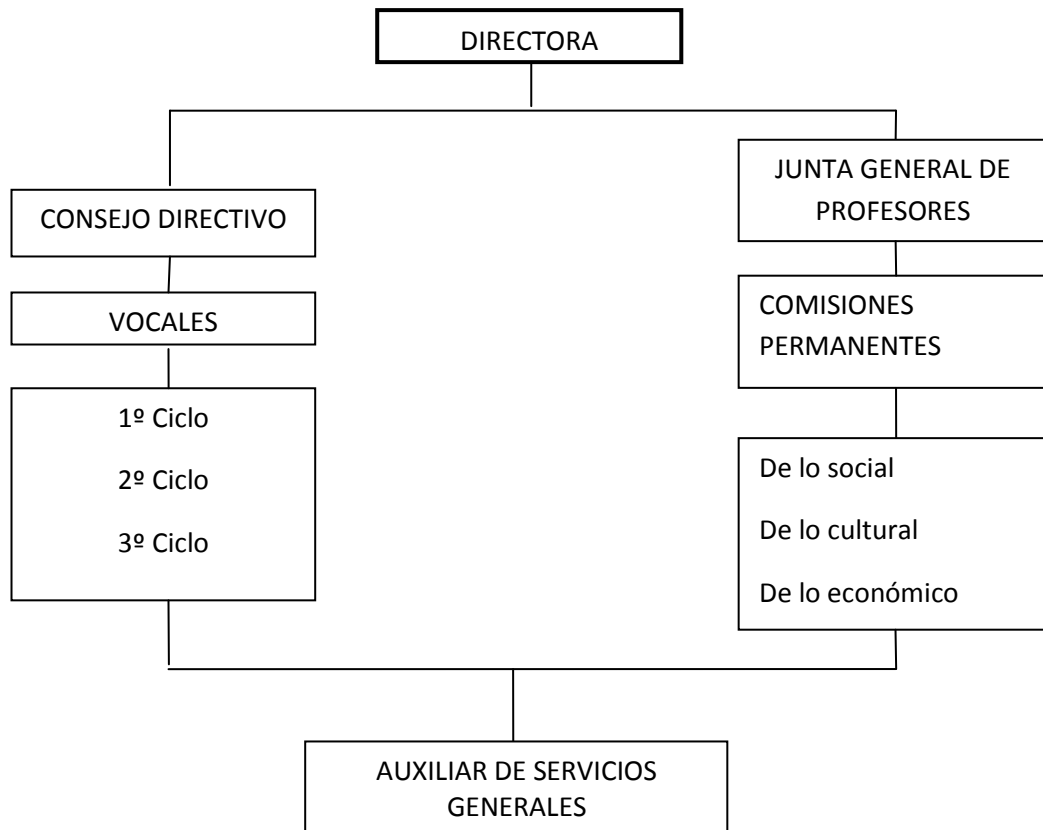 DIRECTORA
CONSEJO DIRECTIVO
VOCALES
1º Ciclo
2º Ciclo
3º Ciclo
JUNTA GENERAL DE
PROFESORES
COMISIONES
PERMANENTES
De lo social
De lo cultural
De lo económico
AUXILIAR DE SERVICIOS
GENERALES